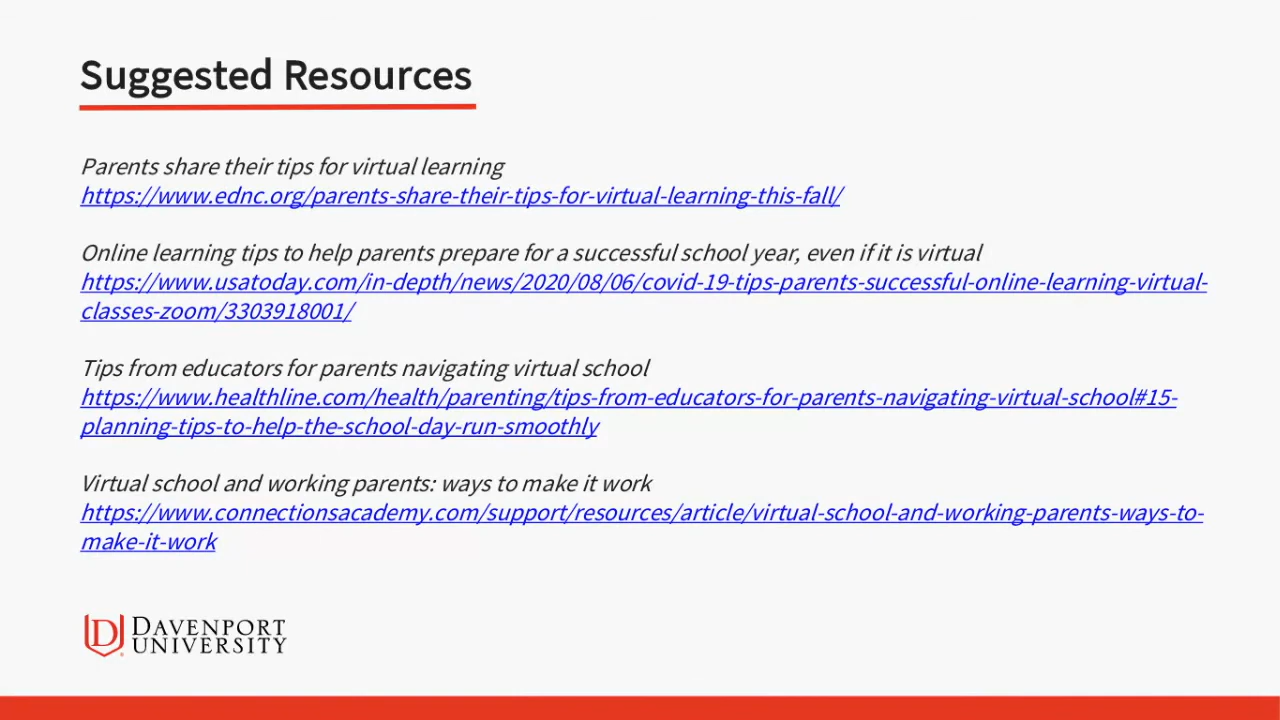 Suggested Resources
Parents share their tips for virtual learning
https://www.ednc.org/parents-share-their-tips-for-virtual-learning-this-fall/
Online learning tips to help parents prepare for a successful school year, even if it is virtual
https://www.usatoday.com/in-depth/news/2020/08/06/covid-19-tips-parents-successful-online-learning-virtual-
classes-zoom/3303918001/
Tips from educators for parents navigating virtual school
https://www.healthline.com/health/parenting/tips-from-educators-for-parents-navigating-virtual-school#15-
planning-tips-to-help-the-school-day-run-smoothly
Virtual school and working parents: ways to make it work
https://www.connectionsacademy.com/support/resources/article/virtual-school-and-working-parents-ways-to-
make-it-work
D DAVENPORT
UNIVERSITY